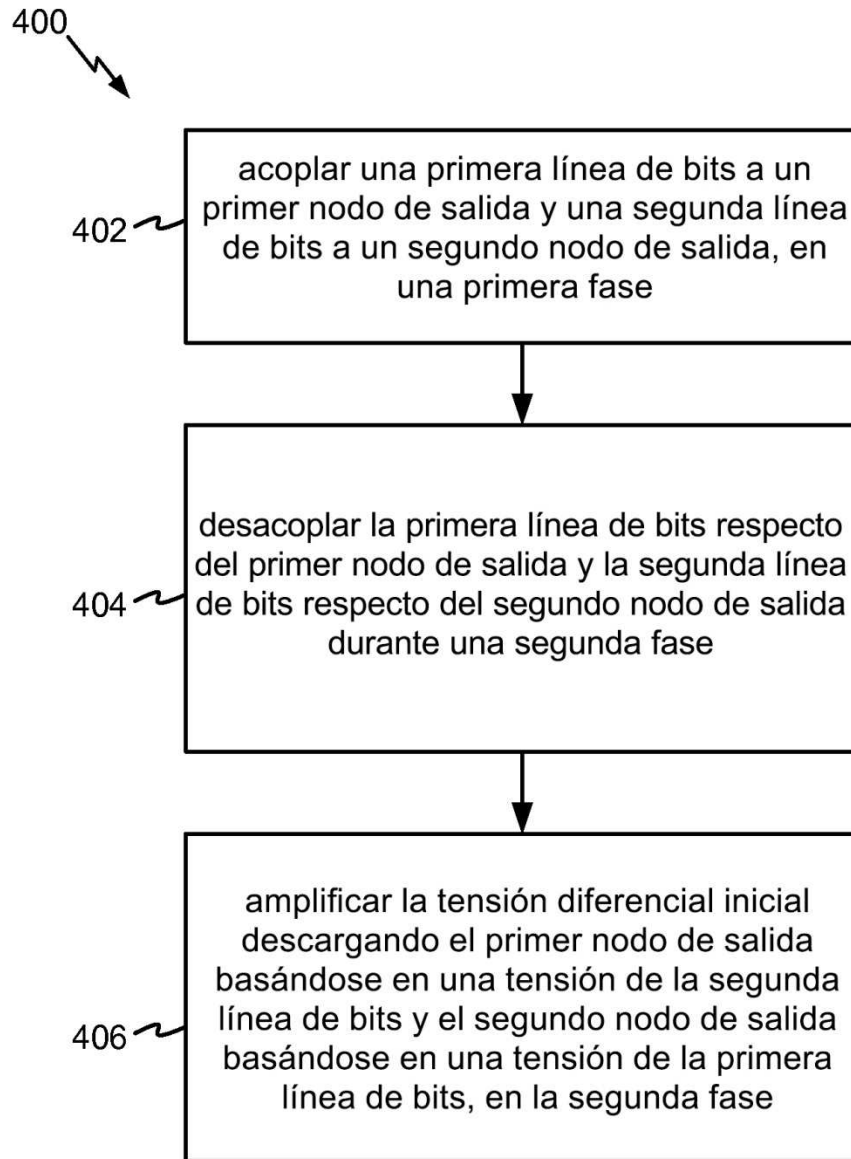 400
acoplar una primera línea de bits a un
primer nodo de salida y una segunda línea
de bits a un segundo nodo de salida, en
una primera fase
402
desacoplar la primera línea de bits respecto
del primer nodo de salida y la segunda línea
de bits respecto del segundo nodo de salida
durante una segunda fase
404
amplificar la tensión diferencial inicial
descargando el primer nodo de salida
basándose en una tensión de la segunda
línea de bits y el segundo nodo de salida
basándose en una tensión de la primera
línea de bits, en la segunda fase
406